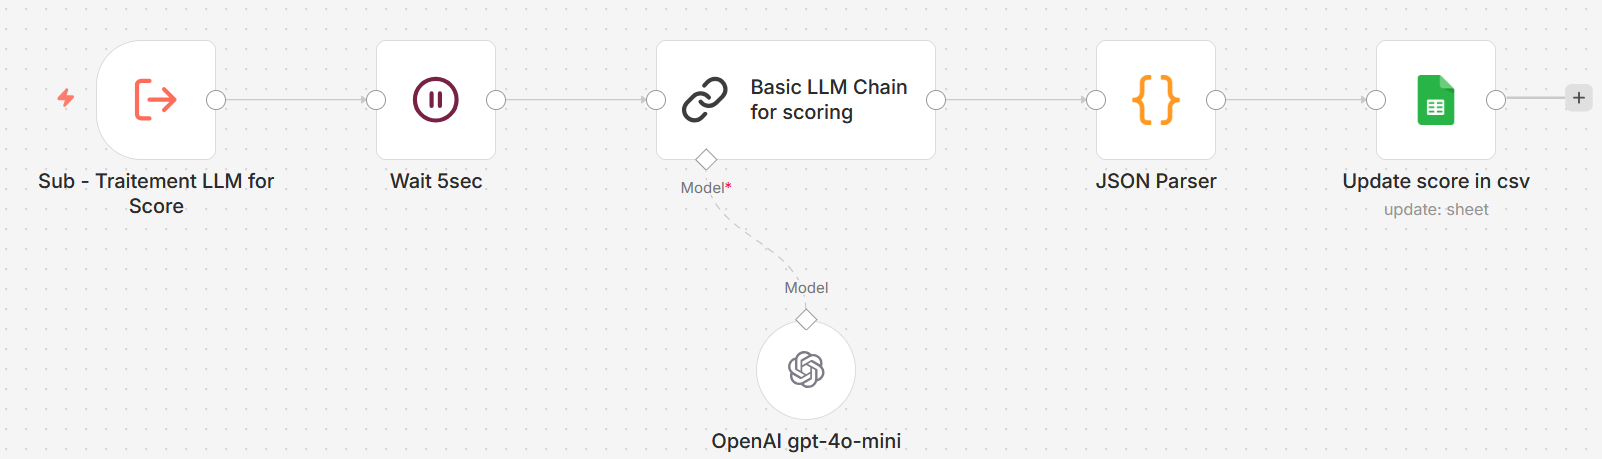 Sub - Traitement LLM for
Score
Wait 5sec
Basic LLM Chain
for scoring
Model*
Model
OpenAI gpt-4o-mini
JSON Parser
Update score in csv
update: sheet